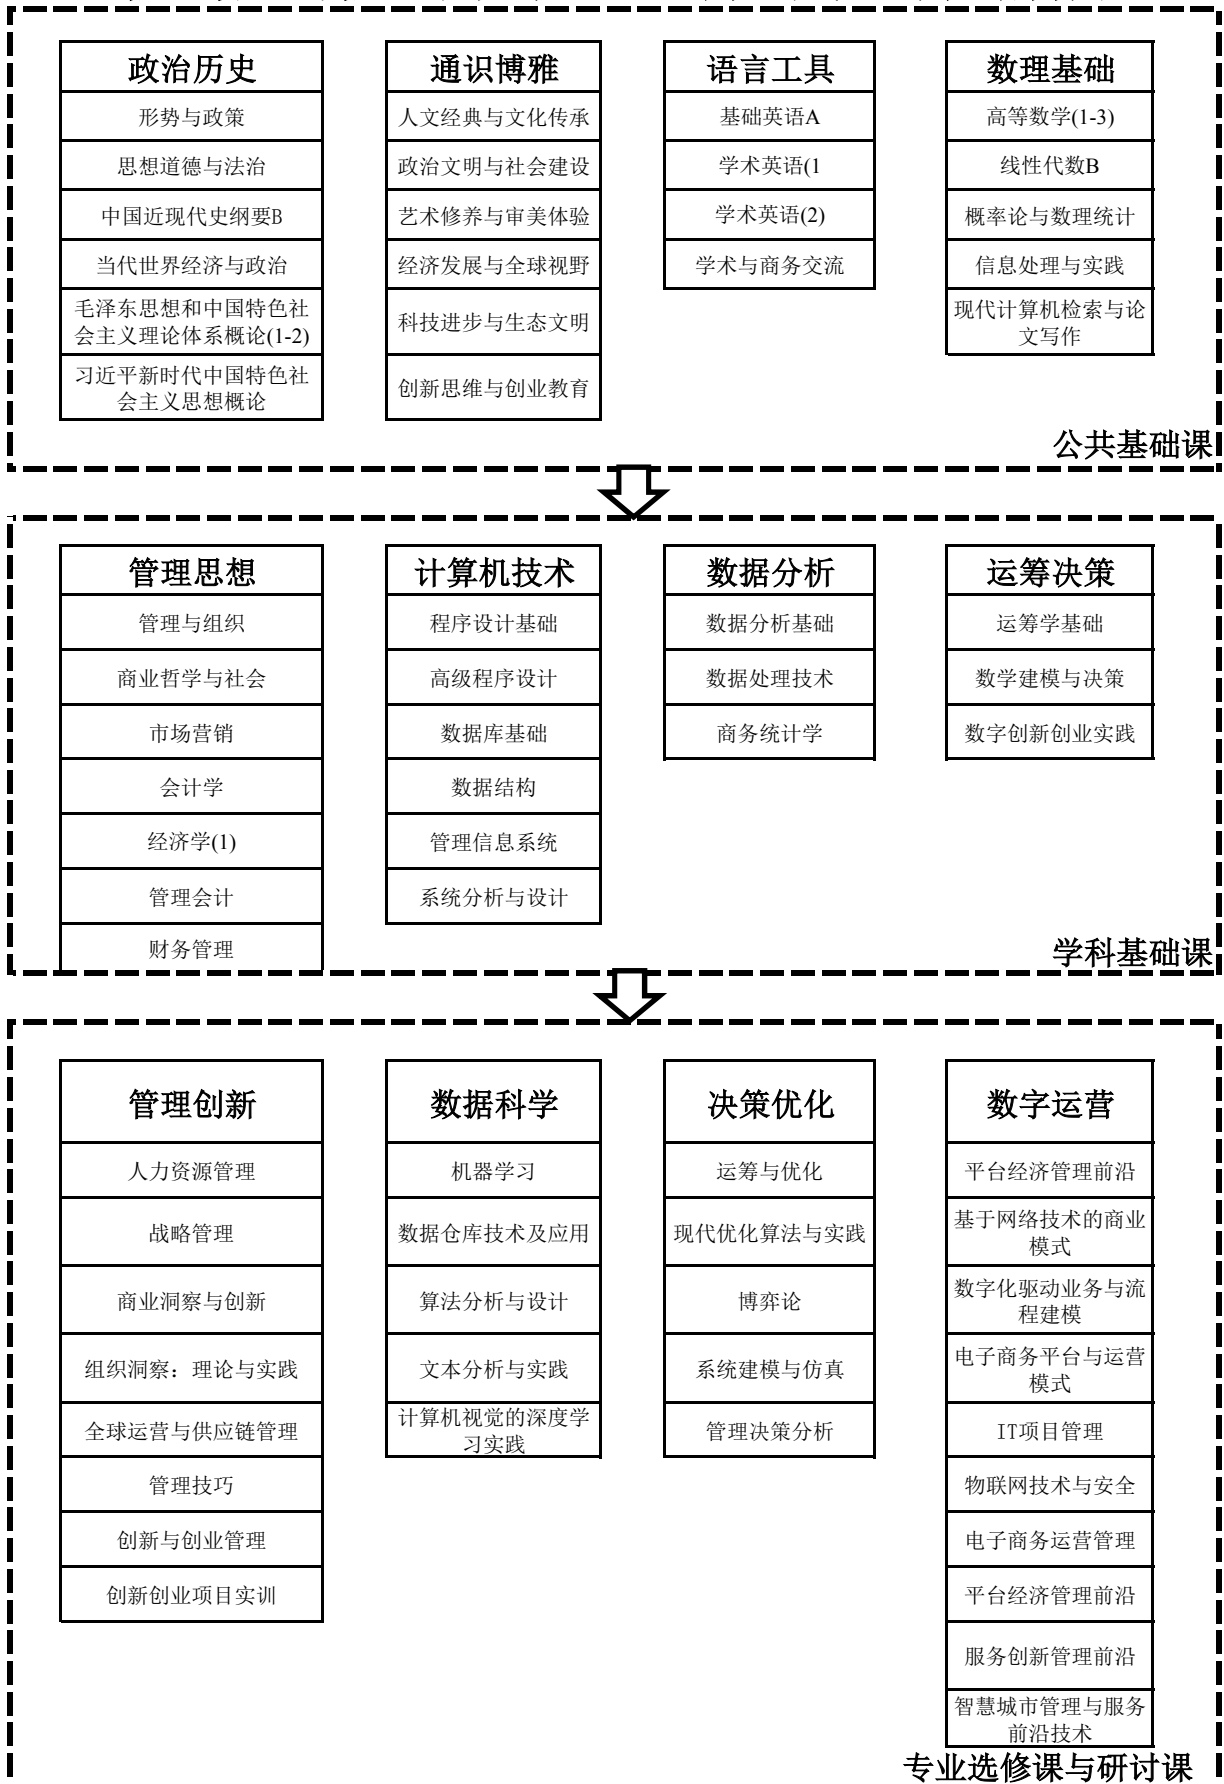 政治历史
形势与政策
思想道德与法治
中国近现代史纲要B
当代世界经济与政治
毛泽东思想和中国特色社
会主义理论体系概论(1-2)
习近平新时代中国特色社
会主义思想概论
通识博雅
人文经典与文化传承
政治文明与社会建设
艺术修养与审美体验
经济发展与全球视野
科技进步与生态文明
创新思维与创业教育
语言工具
基础英语A
学术英语(1
学术英语(2)
学术与商务交流
数理基础
高等数学(1-3)
线性代数B
概率论与数理统计
信息处理与实践
现代计算机检索与论
文写作
公共基础课
管理思想
管理与组织
商业哲学与社会
市场营销
会计学
经济学(1)
管理会计
财务管理
计算机技术
程序设计基础
高级程序设计
数据库基础
数据结构
管理信息系统
系统分析与设计
数据分析
数据分析基础
数据处理技术
商务统计学
运筹决策
运筹学基础
数学建模与决策
数字创新创业实践
学科基础课
管理创新
人力资源管理
战略管理
商业洞察与创新
组织洞察：理论与实践
全球运营与供应链管理
管理技巧
创新与创业管理
创新创业项目实训
数据科学
机器学习
数据仓库技术及应用
算法分析与设计
文本分析与实践
计算机视觉的深度学
习实践
决策优化
运筹与优化
现代优化算法与实践
博弈论
系统建模与仿真
管理决策分析
数字运营
平台经济管理前沿
基于网络技术的商业
模式
数字化驱动业务与流
程建模
电子商务平台与运营
模式
IT项目管理
物联网技术与安全
电子商务运营管理
平台经济管理前沿
服务创新管理前沿
智慧城市管理与服务
前沿技术
专业选修课与研讨课